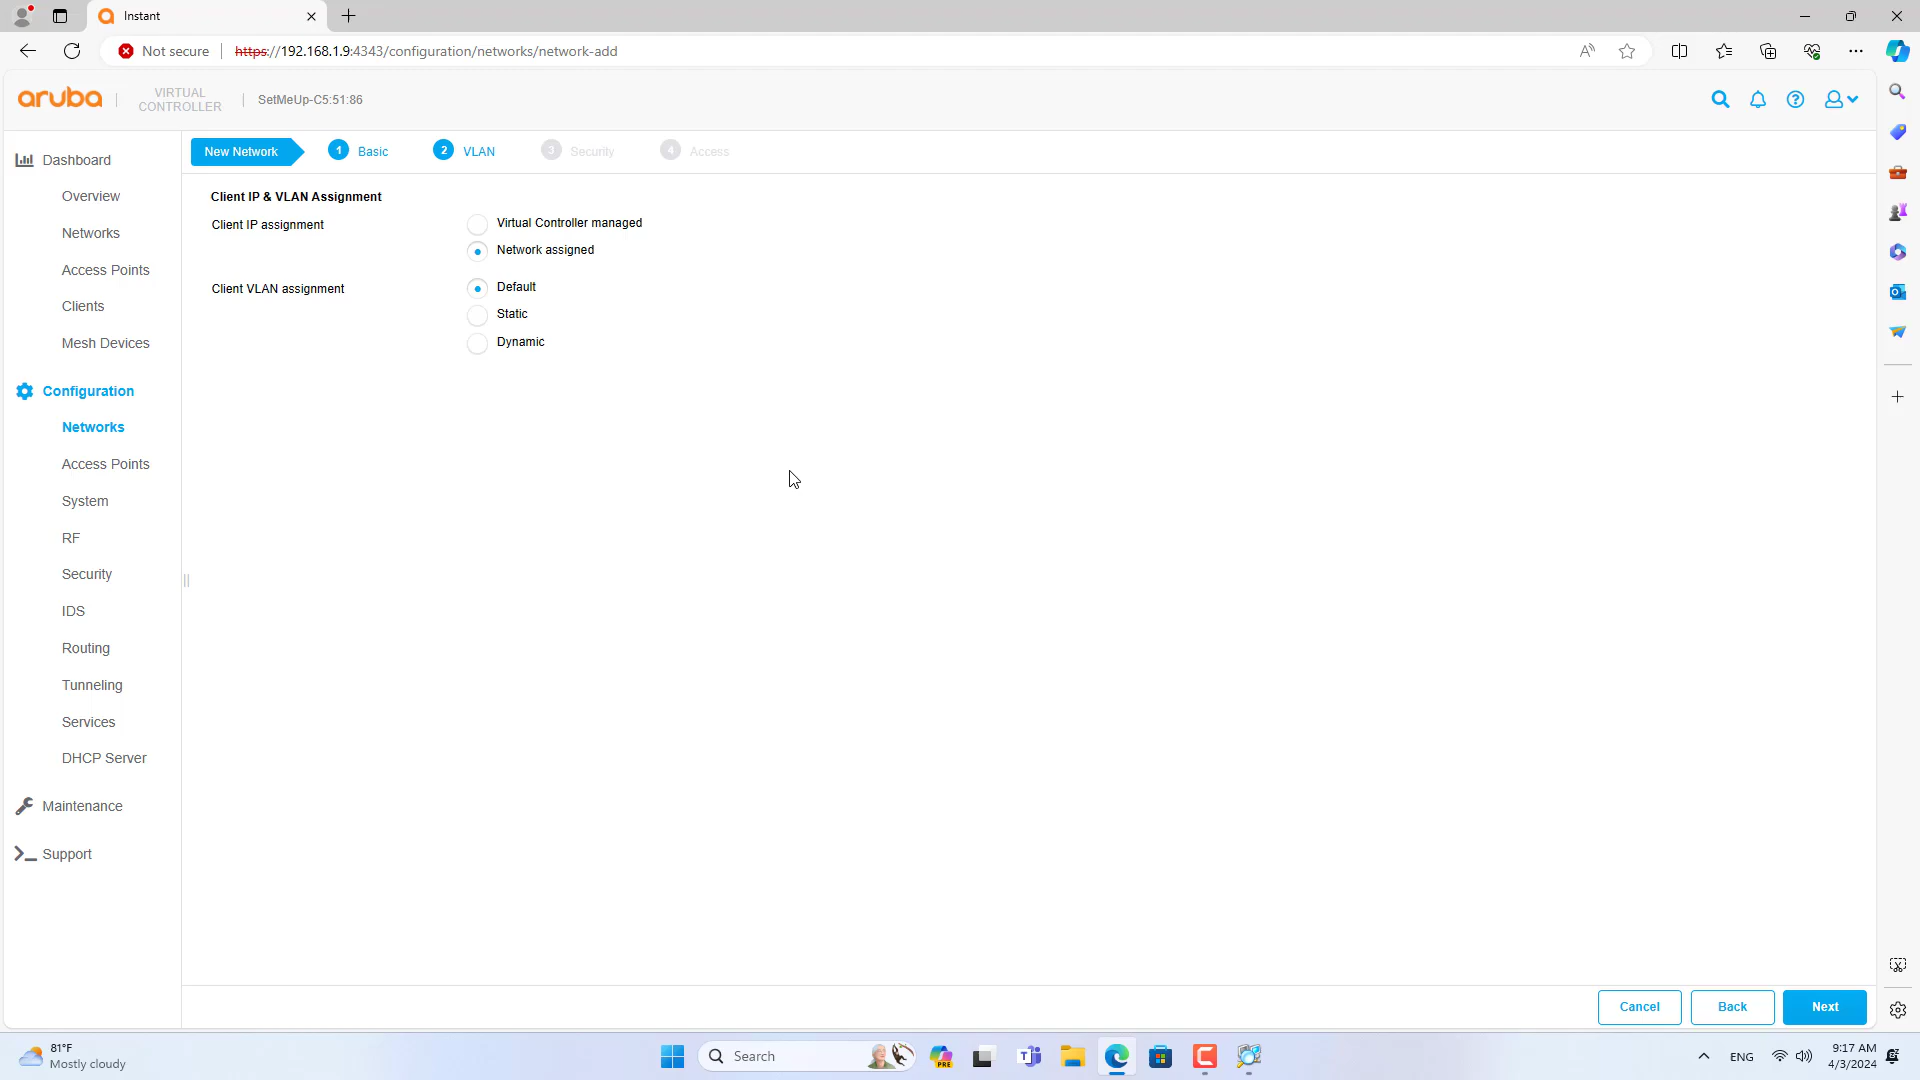 Instant
Not secure
https://192.168.1.9:4343/configuration/networks/network-add
aruba
VIRTUAL
CONTROLLER
SetMeUp-C5:51:86
New Network
1 Basic
2 VLAN
3 Security
4 Access
Dashboard
Overview
Networks
Access Points
Clients
Mesh Devices
Configuration
Networks
Access Points
System
RF
Security
IDS
Routing
Tunneling
Services
DHCP Server
Maintenance
Support
Client IP & VLAN Assignment
Client IP assignment
Virtual Controller managed
Network assigned
Client VLAN assignment
Default
Static
Dynamic
Cancel
Back
Next
81°F
Mostly cloudy
Search
PRE
ENG
9:17 AM
4/3/2024